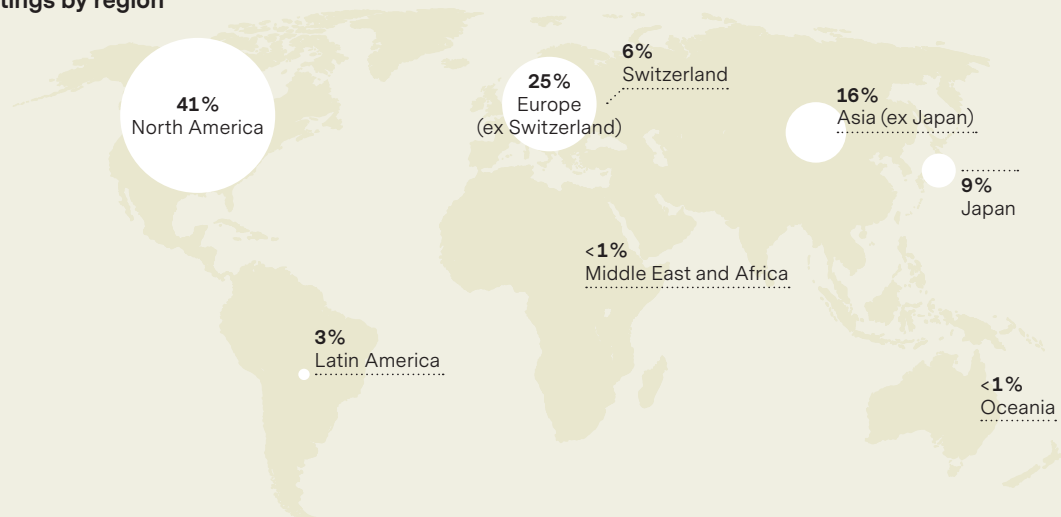 tings by region
6%
Switzerland
25%
Europe
(ex Switzerland)
41%
North America
16%
Asia (ex Japan)
9%
Japan
<1%
Middle East and Africa
3%
Latin America
<1%
Oceania